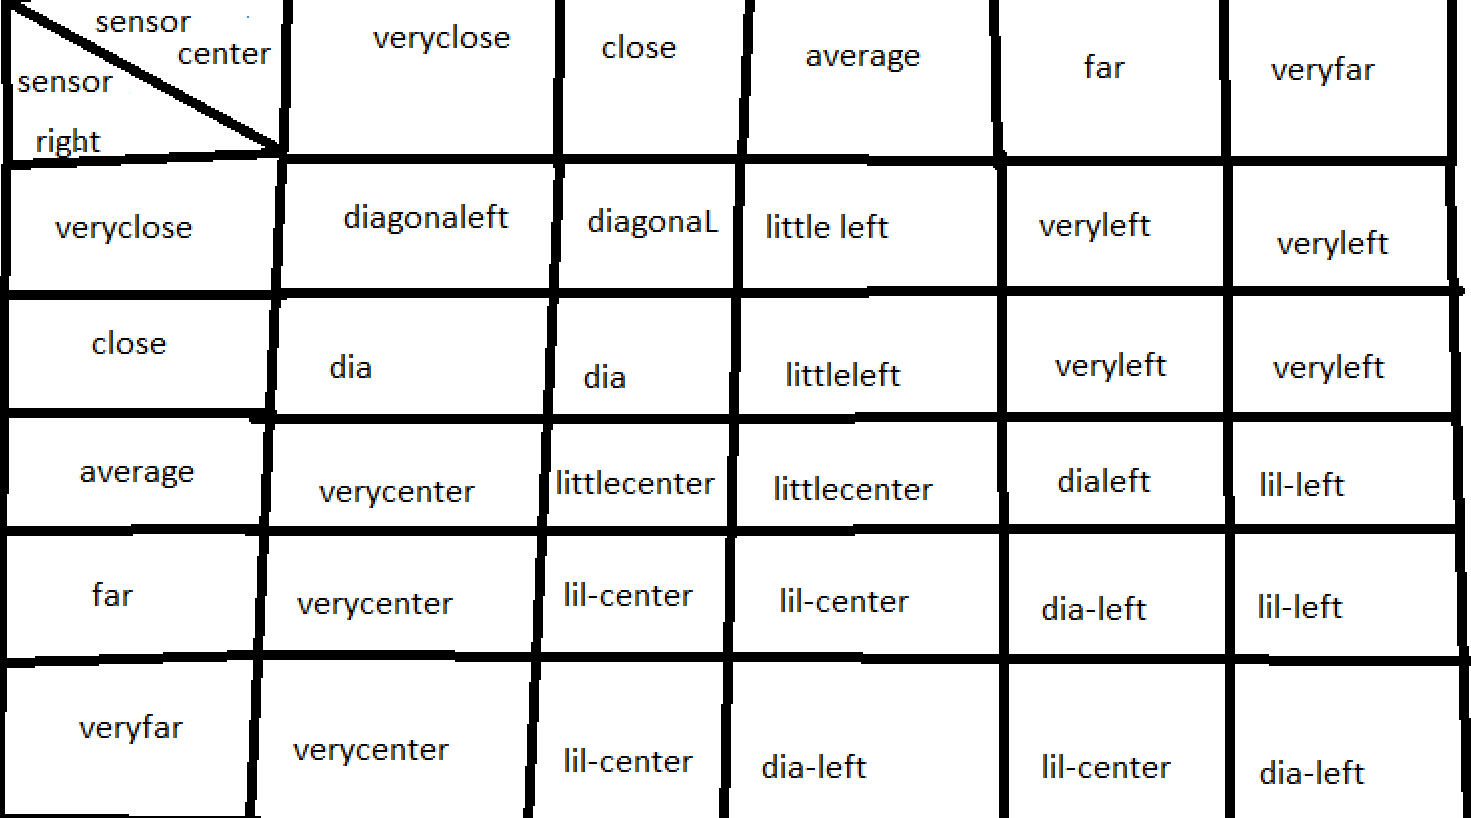 sensor
center
sensor
right
veryclose
close
average
far
veryfar
veryclose
diagonaleft
diagonaL
little left
veryleft
veryleft
close
dia
dia
littleleft
veryleft
veryleft
average
verycenter
littlecenter
littlecenter
dialeft
lil-left
far
verycenter
lil-center
lil-center
dia-left
lil-left
veryfar
verycenter
lil-center
dia-left
lil-center
dia-left